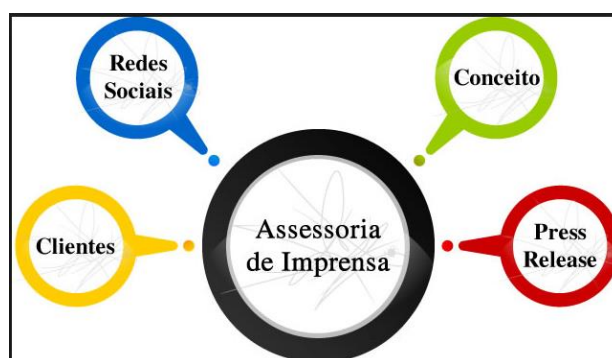 Redes
Sociais
Conceito
Clientes
Assessoria
de Imprensa
Press
Release